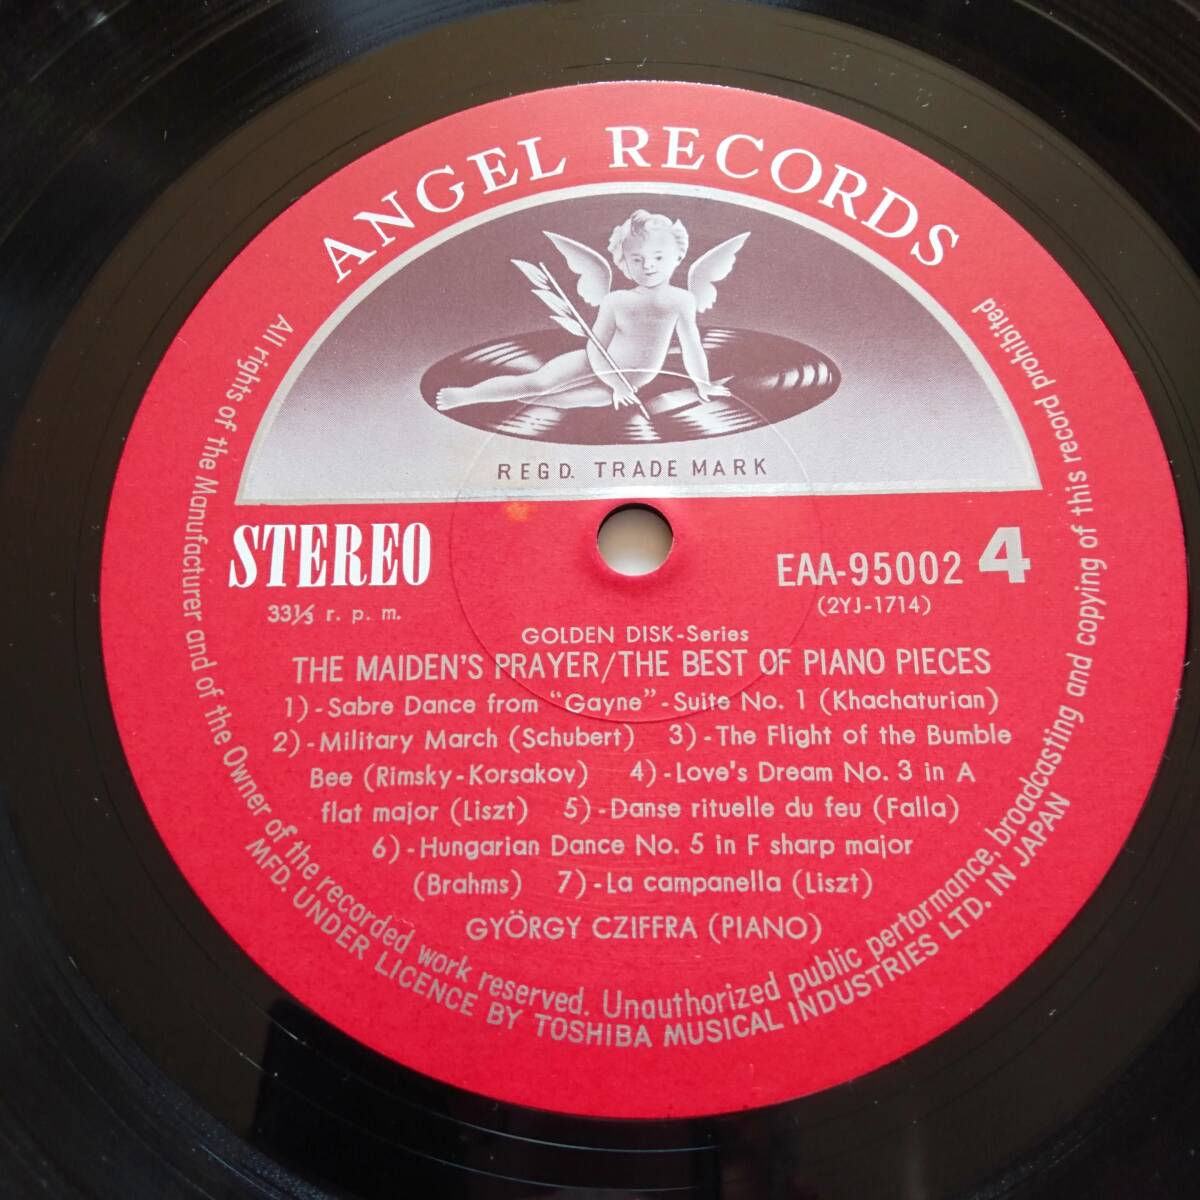 ANGEL RECORDS
REGD. TRADE MARK
STEREO
33⅓ r. p. m.
EAA-95002 4
(2YJ-1714)
GOLDEN DISK-Series
THE MAIDEN'S PRAYER/THE BEST OF PIANO PIECES
1)-Sabre Dance from "Gayne"-Suite No. 1 (Khachaturian)
2)-Military March (Schubert) 3)-The Flight of the Bumble
Bee (Rimsky-Korsakov) 4)-Love's Dream No. 3 in A
flat major (Liszt) 5)-Danse rituelle du feu (Falla)
6)-Hungarian Dance No. 5 in F sharp major
(Brahms) 7)-La campanella (Liszt)
GYÖRGY CZIFFRA (PIANO)
All rights of the Manufacturer and of the Owner of the recorded work reserved. Unauthorized public performance, broadcasting and copying of this record prohibited
MFD. UNDER LICENCE BY TOSHIBA MUSICAL INDUSTRIES LTD. IN JAPAN